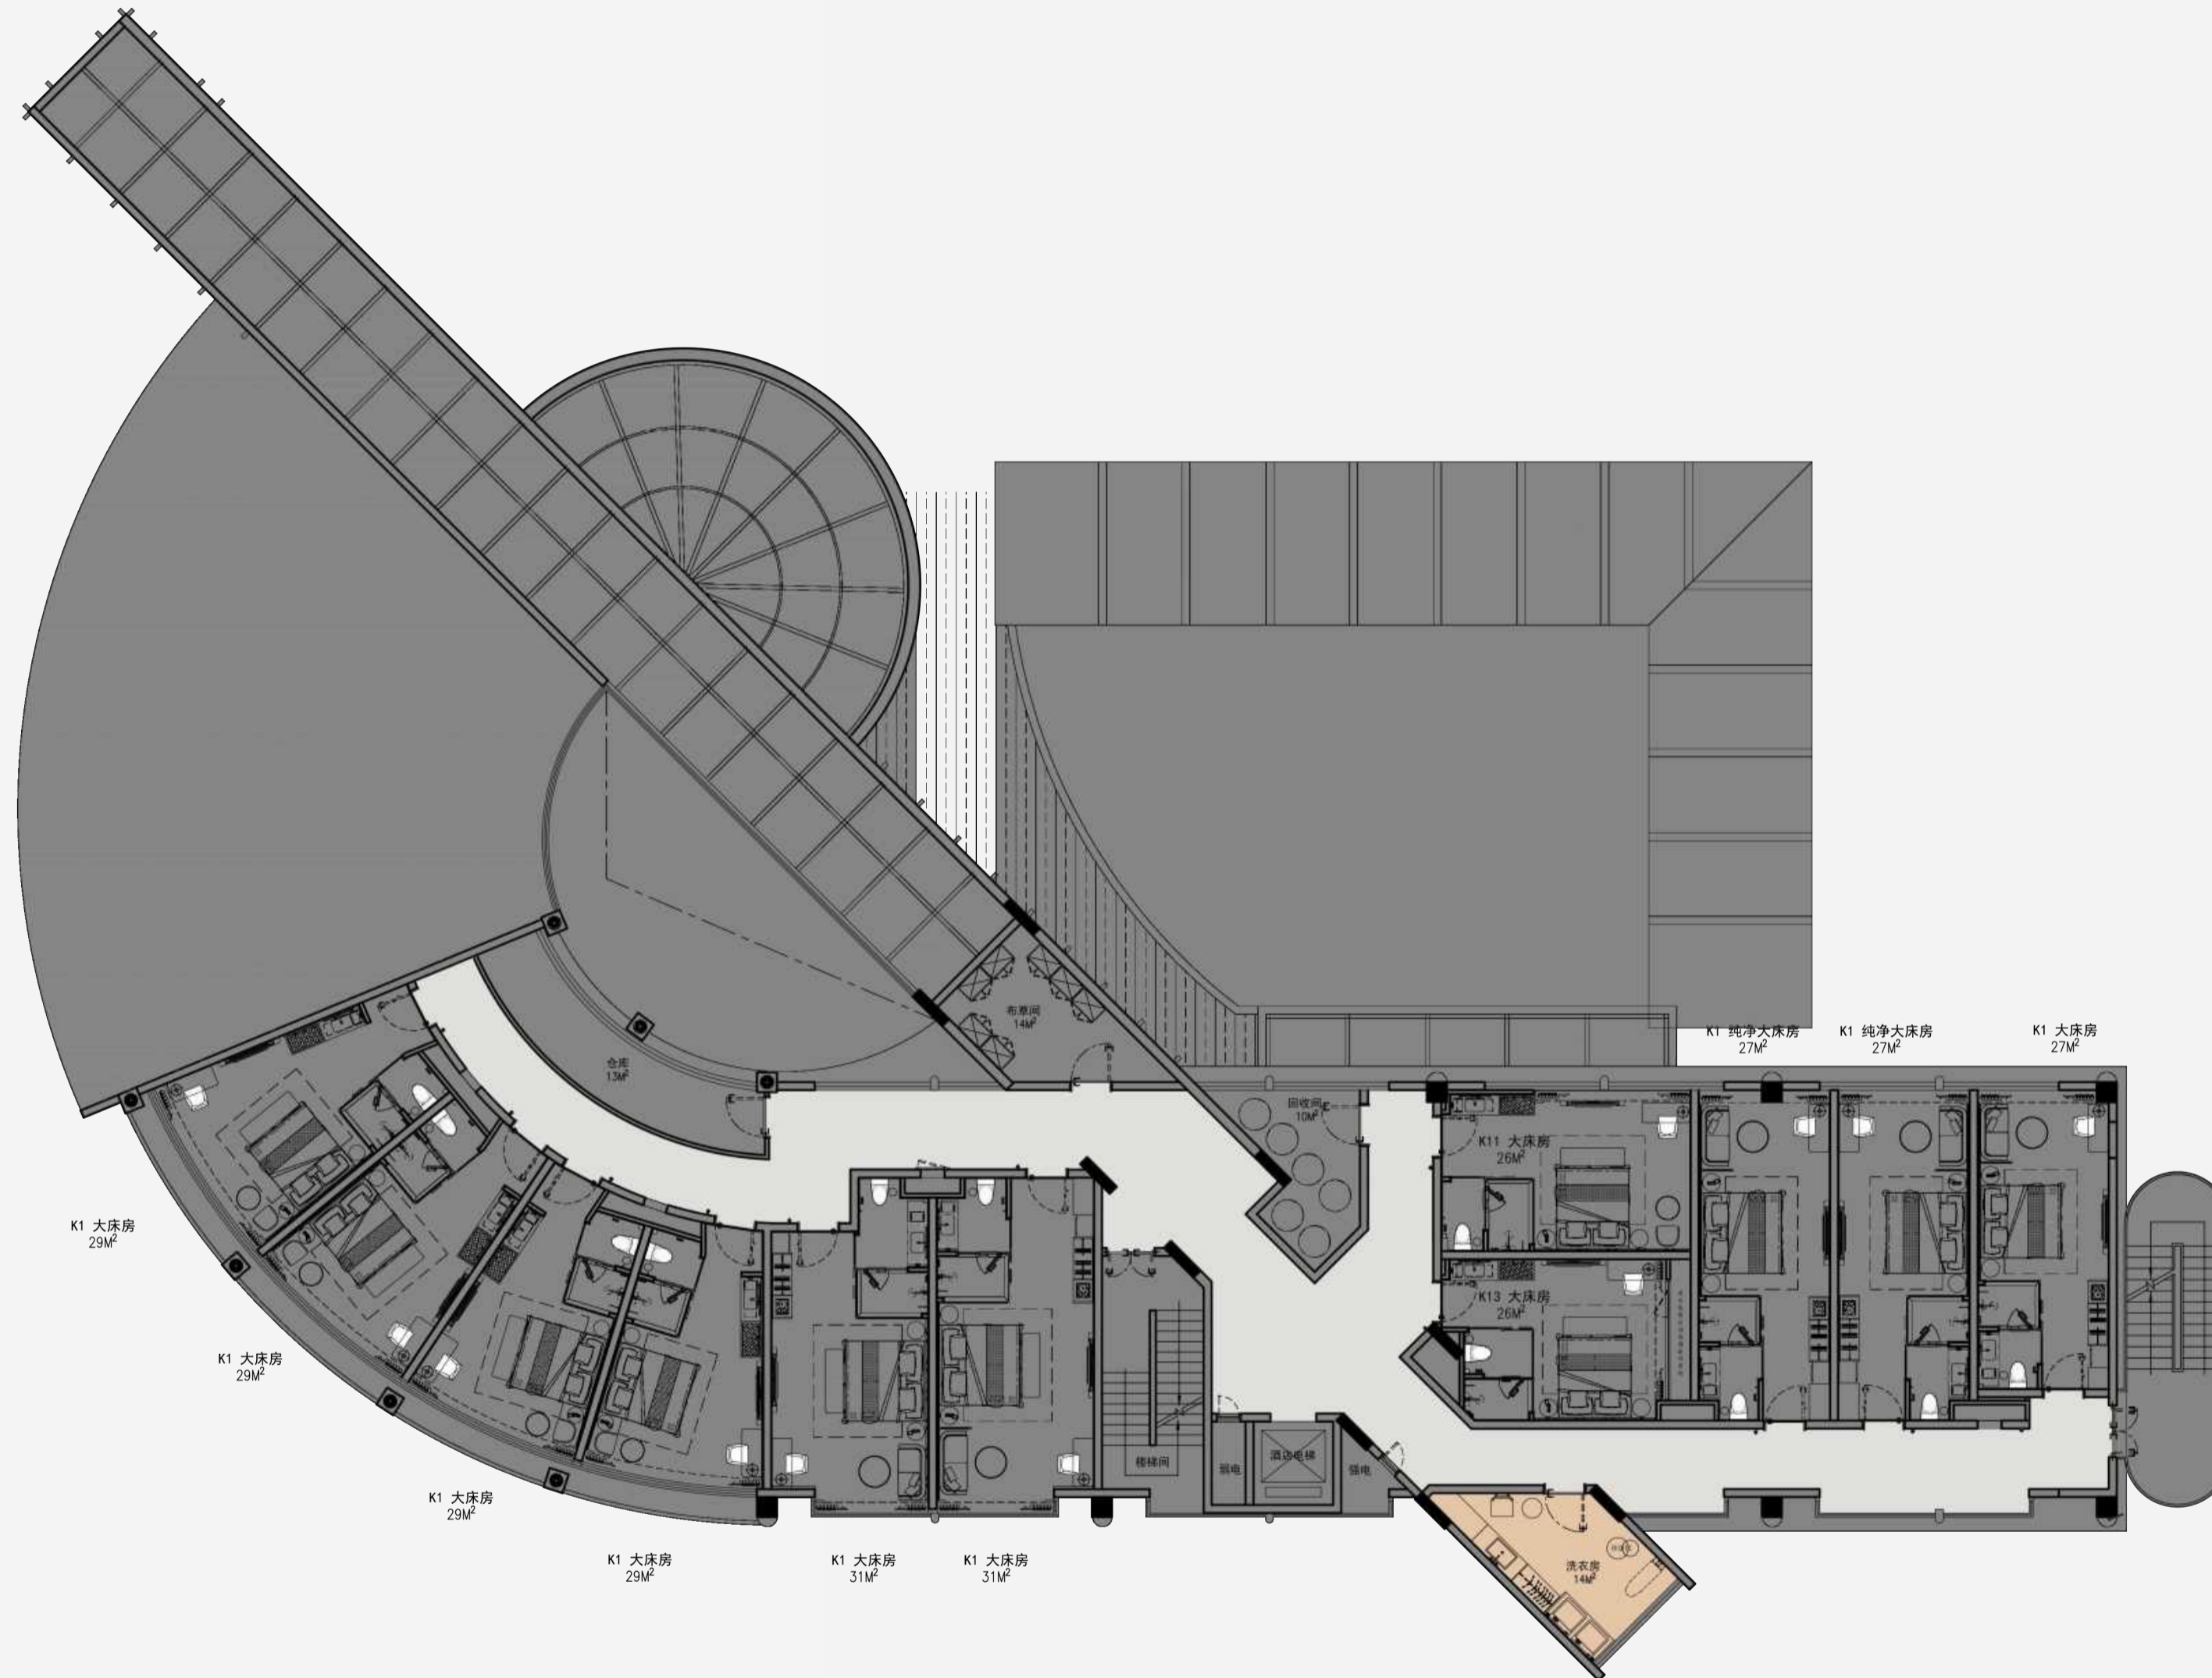 布草间
14M²
仓库
13M²
K1 纯净大床房
27M²
K1 纯净大床房
27M²
K1 大床房
27M²
回收间
10M²
K11 大床房
26M²
K13 大床房
26M²
K1 大床房
29M²
K1 大床房
29M²
K1 大床房
29M²
K1 大床房
29M²
K1 大床房
31M²
K1 大床房
31M²
楼梯间
弱电
酒店电梯
强电
洗衣房
14M²